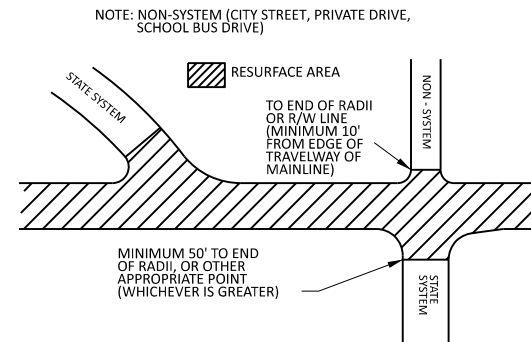 NOTE: NON-SYSTEM (CITY STREET, PRIVATE DRIVE,
SCHOOL BUS DRIVE)
STATE SYSTEM
RESURFACE AREA
TO END OF RADII
OR R/W LINE
(MINIMUM 10'
FROM EDGE OF
TRAVELWAY OF
MAINLINE)
NON - SYSTEM
MINIMUM 50' TO END
OF RADII, OR OTHER
APPROPRIATE POINT
(WHICHEVER IS GREATER)
STATE
SYSTEM